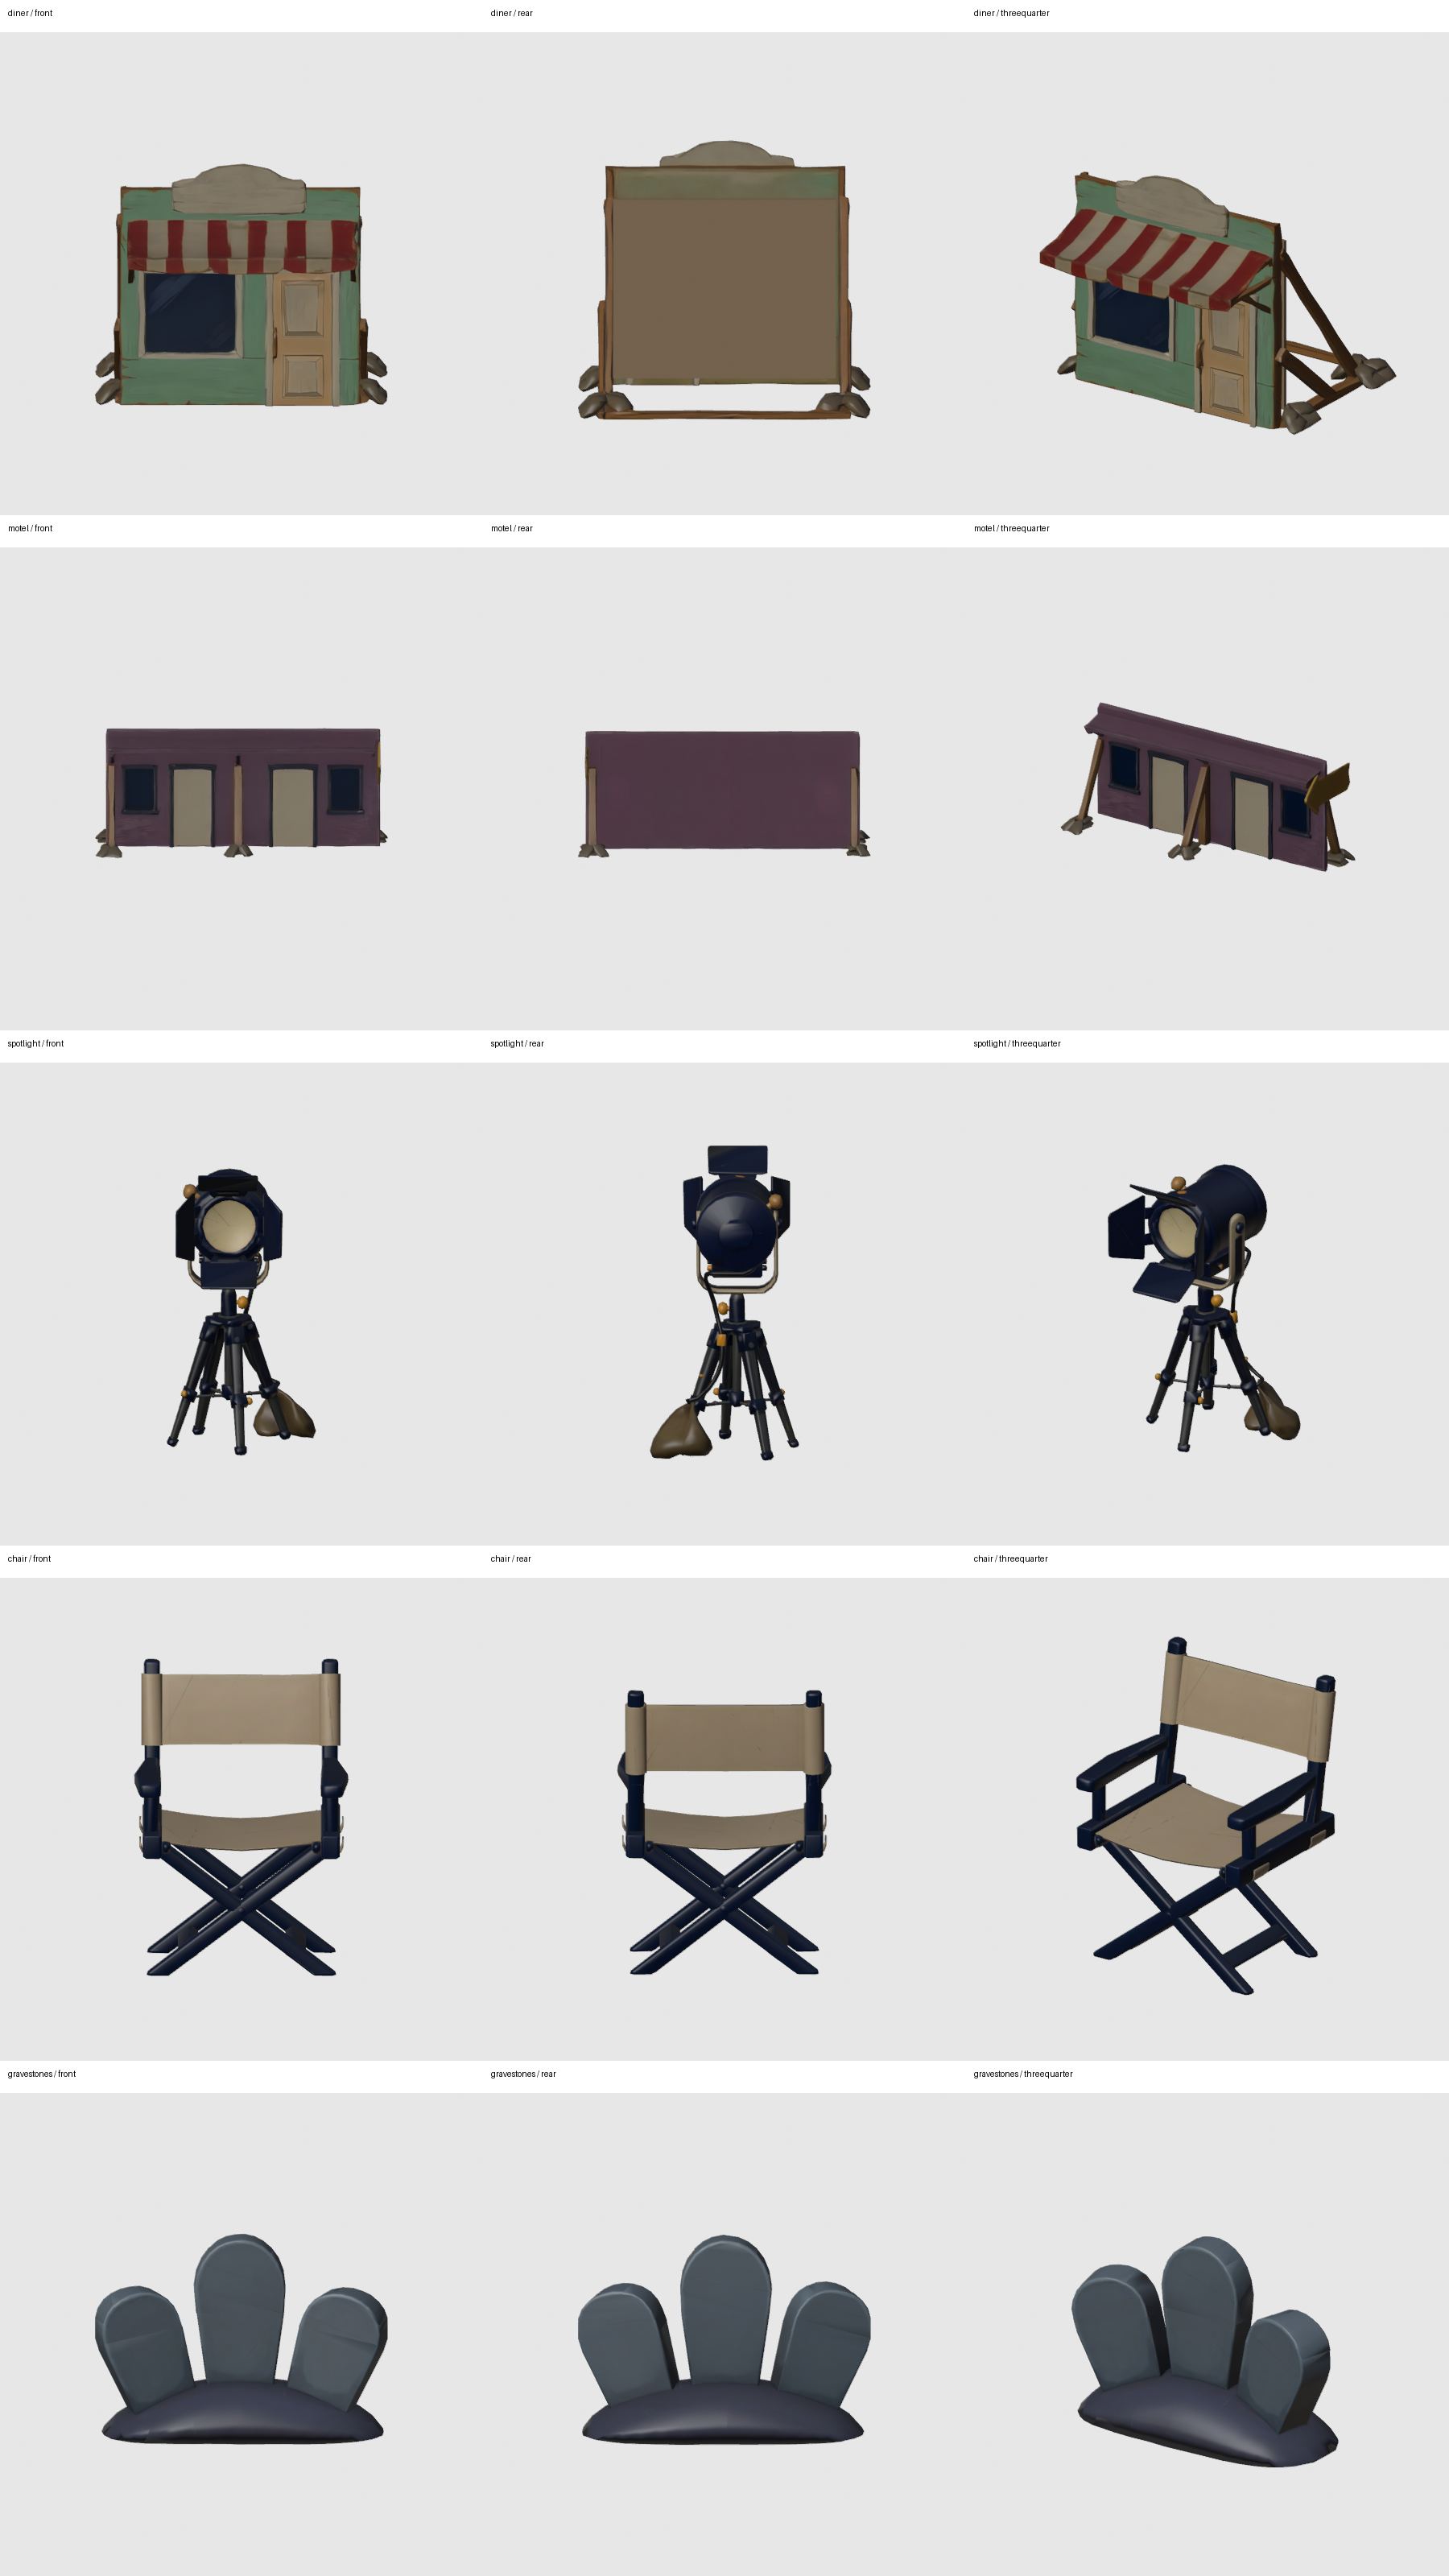 diner / front
diner / rear
diner / threequarter
motel / front
motel / rear
motel / threequarter
spotlight / front
spotlight / rear
spotlight / threequarter
chair / front
chair / rear
chair / threequarter
gravestones / front
gravestones / rear
gravestones / threequarter